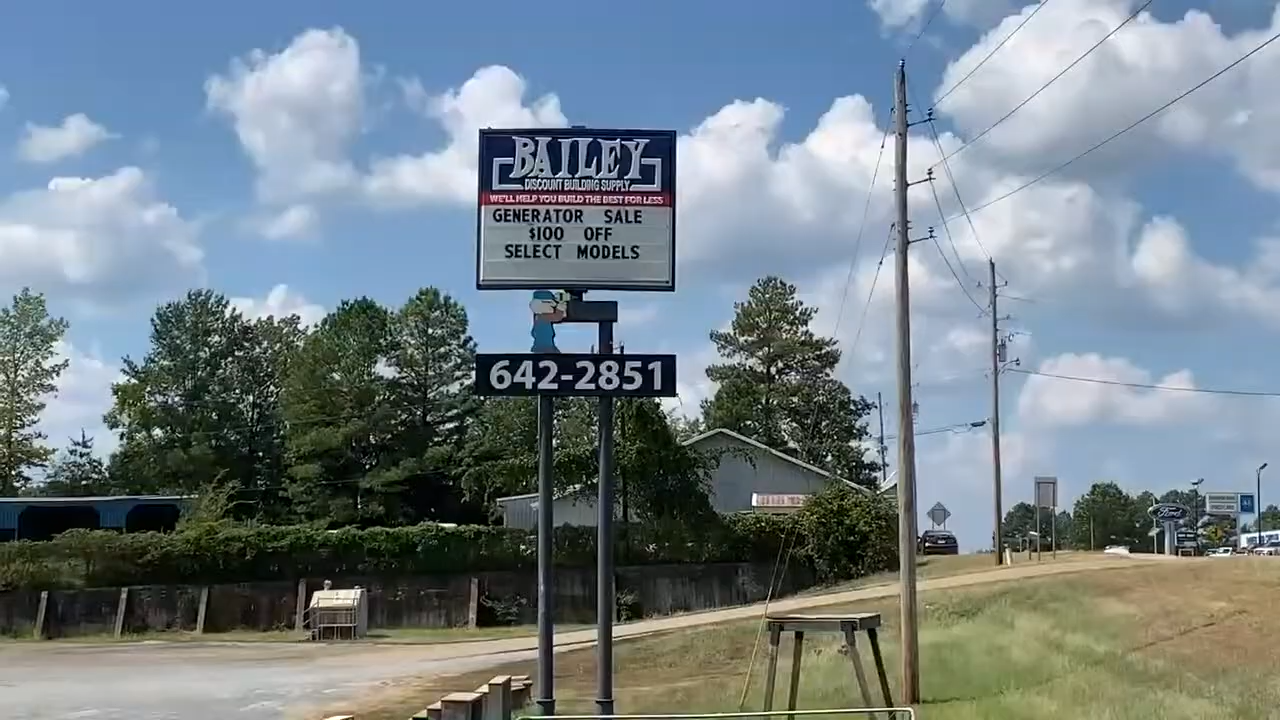 BAILEY
DISCOUNT BUILDING SUPPLY
WE'LL HELP YOU BUILD THE BEST FOR LESS
GENERATOR SALE
$100 OFF
SELECT MODELS
642-2851
Ford